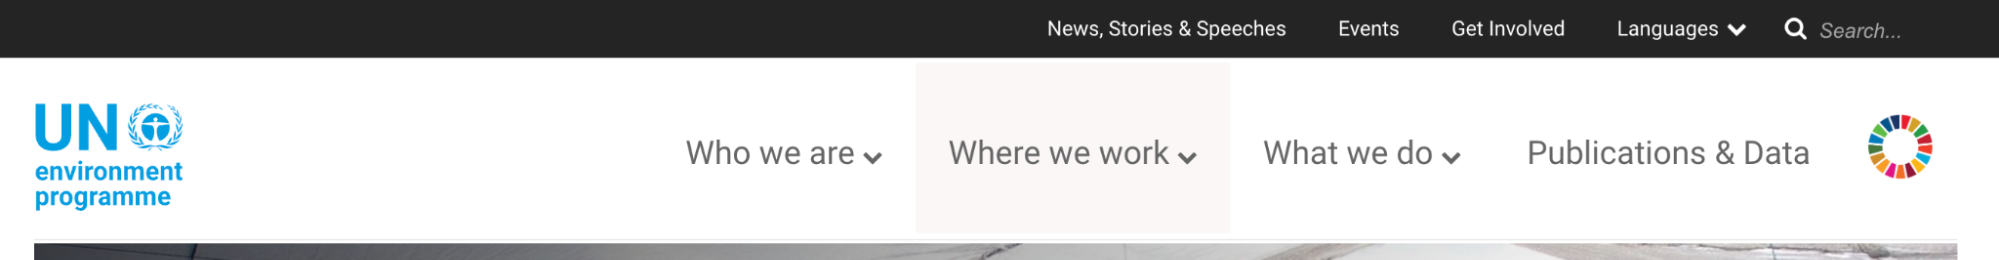 News, Stories & Speeches Events Get Involved Languages Search...
UN
environment
programme
Who we are Where we work What we do Publications & Data